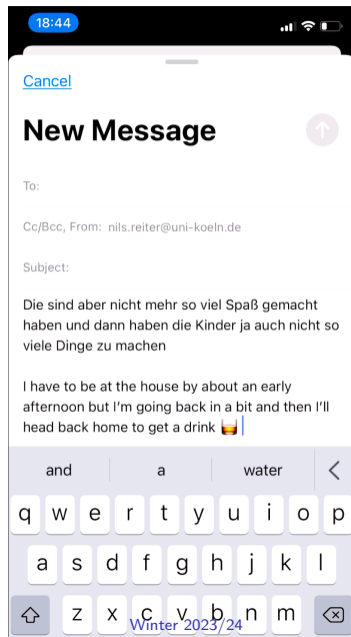 18:44
Cancel
New Message
To:
Cc/Bcc, From: nils.reiter@uni-koeln.de
Subject:
Die sind aber nicht mehr so viel Spaß gemacht
haben und dann haben die Kinder ja auch nicht so
viele Dinge zu machen
I have to be at the house by about an early
afternoon but I'm going back in a bit and then I'll
head back home to get a drink 🥃
and a water
q w e r t y u i o p
a s d f g h j k l
z x c v b n m
Winter 2023/24